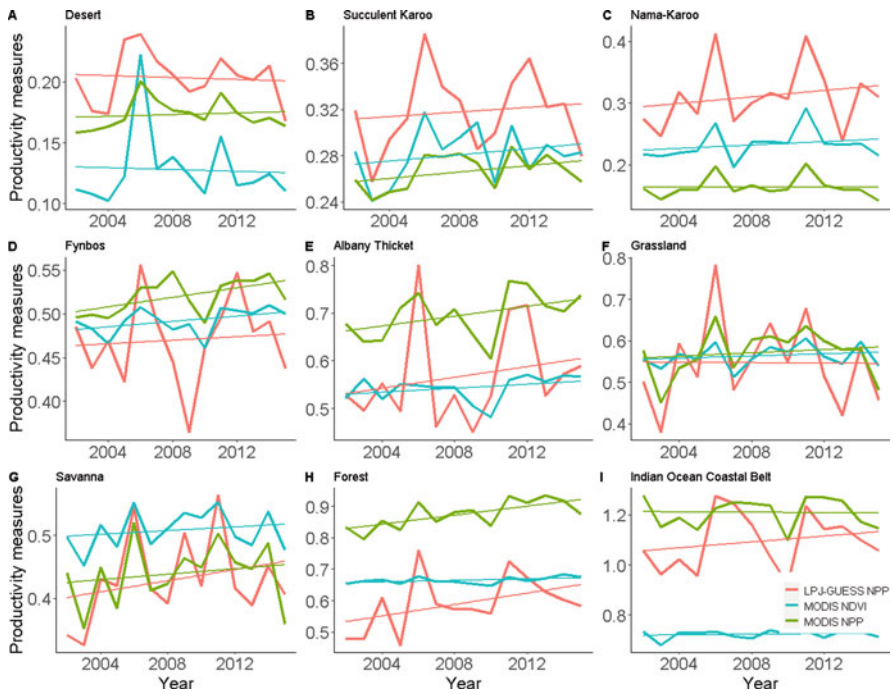 A Desert
B Succulent Karoo
C Nama-Karoo
Productivity measures
0.20
0.15
0.10
0.36
0.32
0.28
0.24
0.4
0.3
0.2
2004 2008 2012
2004 2008 2012
2004 2008 2012
D Fynbos
E Albany Thicket
F Grassland
Productivity measures
0.55
0.50
0.45
0.40
0.8
0.7
0.6
0.5
0.8
0.7
0.6
0.5
0.4
2004 2008 2012
2004 2008 2012
2004 2008 2012
G Savanna
H Forest
I Indian Ocean Coastal Belt
Productivity measures
0.5
0.4
0.9
0.8
0.7
0.6
0.5
1.2
1.0
0.8
LPJ-GUESS NPP
MODIS NDVI
MODIS NPP
2004 2008 2012
2004 2008 2012
2004 2008 2012
Year
Year
Year